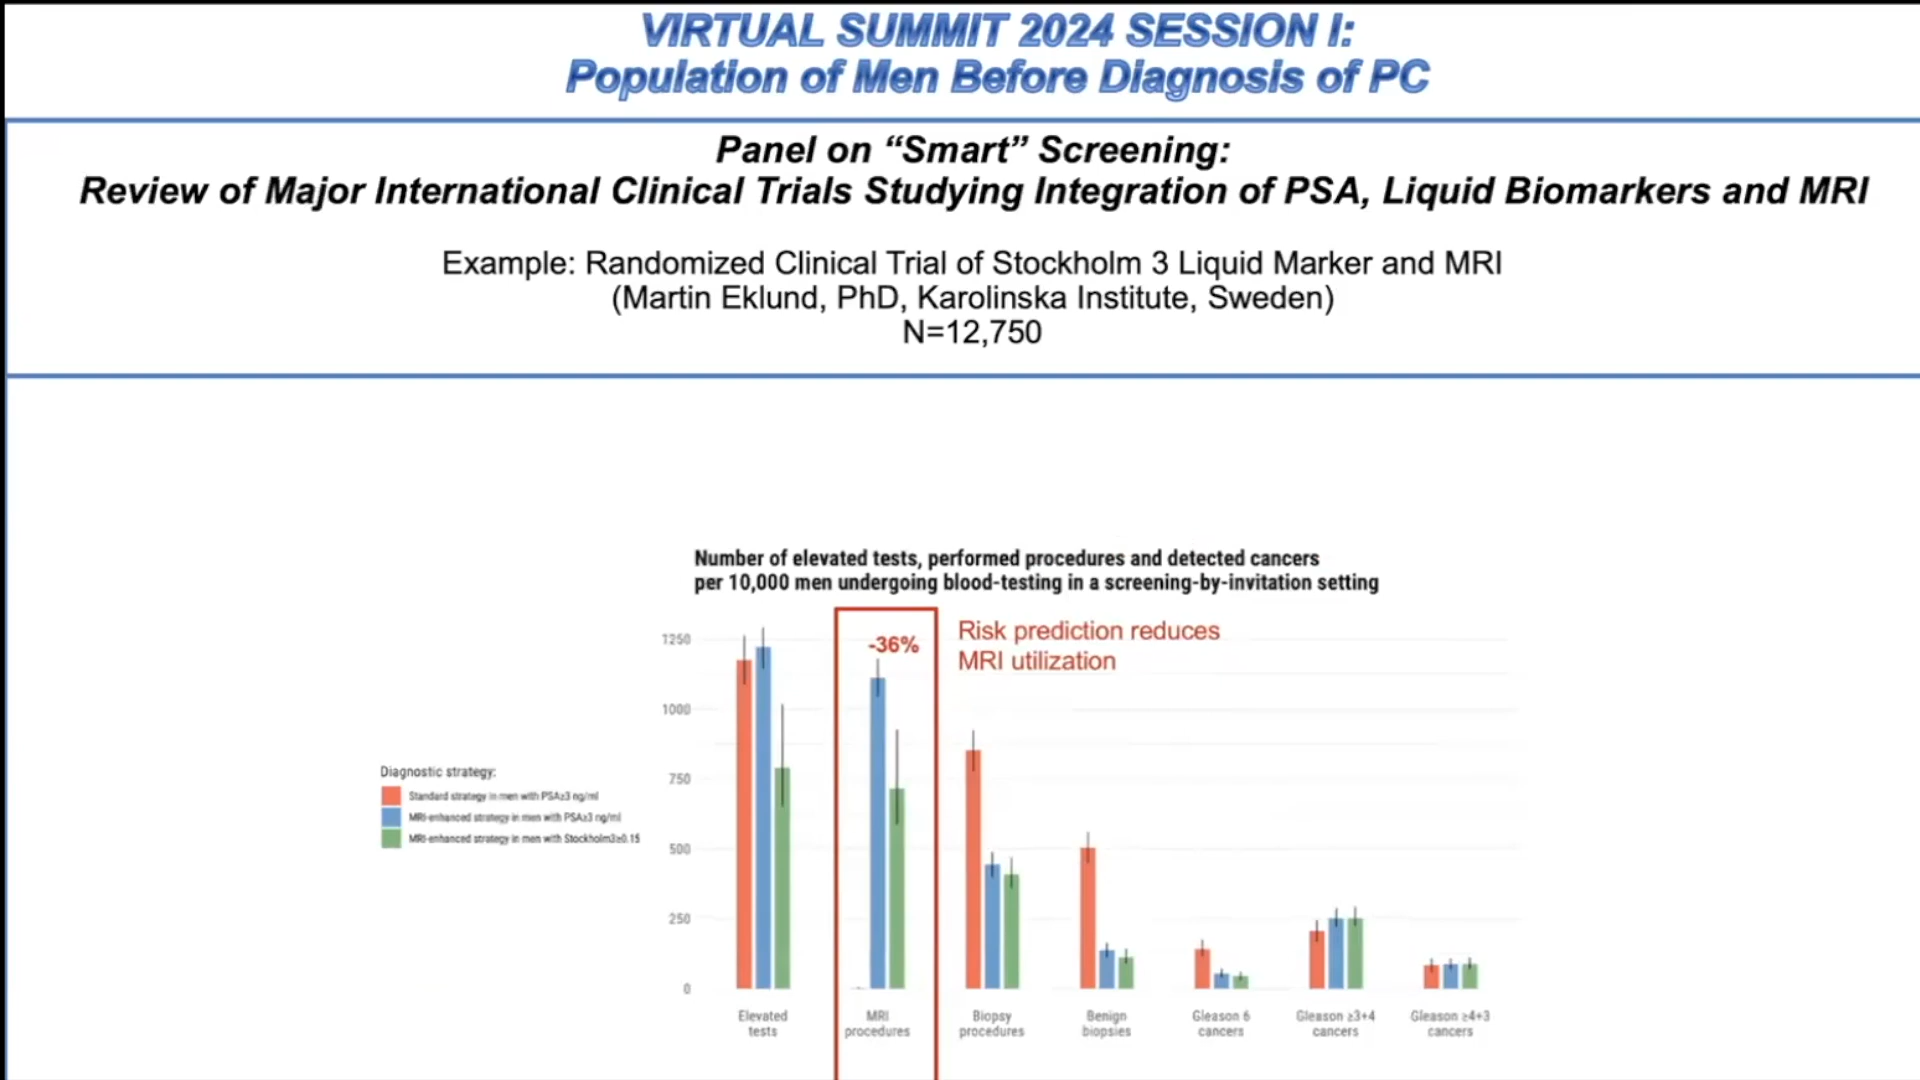 VIRTUAL SUMMIT 2024 SESSION I:
Population of Men Before Diagnosis of PC
Panel on “Smart” Screening:
Review of Major International Clinical Trials Studying Integration of PSA, Liquid Biomarkers and MRI
Example: Randomized Clinical Trial of Stockholm 3 Liquid Marker and MRI
(Martin Eklund, PhD, Karolinska Institute, Sweden)
N=12,750
Number of elevated tests, performed procedures and detected cancers
per 10,000 men undergoing blood-testing in a screening-by-invitation setting
Risk prediction reduces
MRI utilization
-36%
1250
1000
750
500
250
0
Diagnostic strategy:
Standard strategy in men with PSA≥3 ng/ml
MRI-enhanced strategy in men with PSA≥3 ng/ml
MRI-enhanced strategy in men with Stockholm3≥0.15
Elevated
tests
MRI
procedures
Biopsy
procedures
Benign
biopsies
Gleason 6
cancers
Gleason ≥3+4
cancers
Gleason ≥4+3
cancers